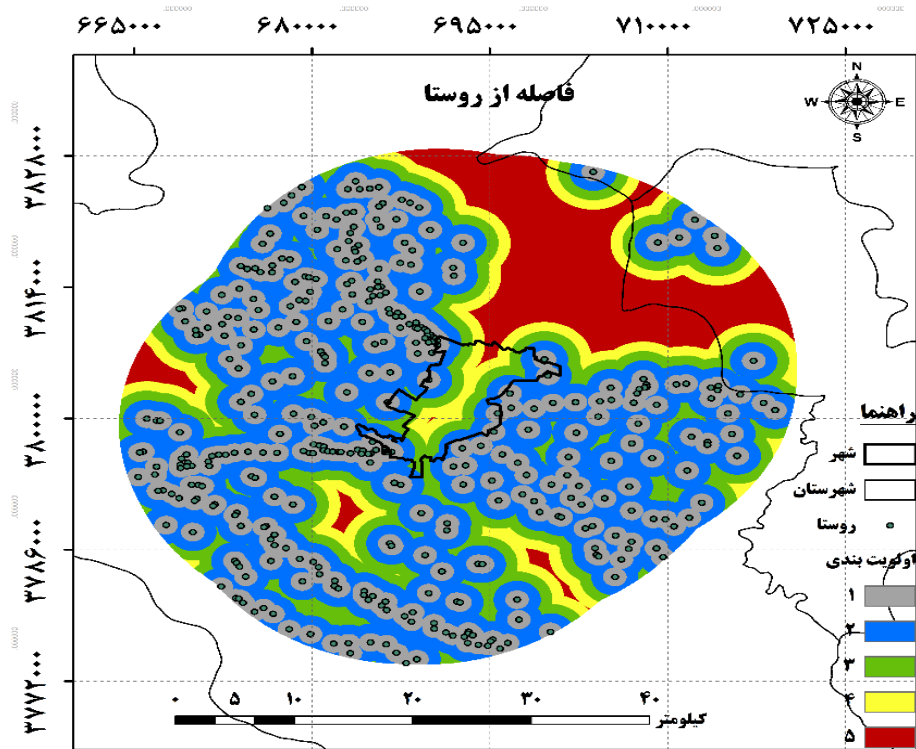 ۶۶۵۰۰۰ ۶۸۰۰۰۰ ۶۹۵۰۰۰ ۷۱۰۰۰۰ ۷۲۵۰۰۰
فاصله از روستا
N
W E
S
۳۸۲۸۰۰۰
۳۸۱۴۰۰۰
۳۸۰۰۰۰۰
۳۷۸۶۰۰۰
۳۷۷۲۰۰۰
راهنما
شهر
شهرستان
روستا
اولویت بندی
۱
۲
۳
۴
۵
۰ ۵ ۱۰ ۲۰ ۳۰ ۴۰
کیلومتر